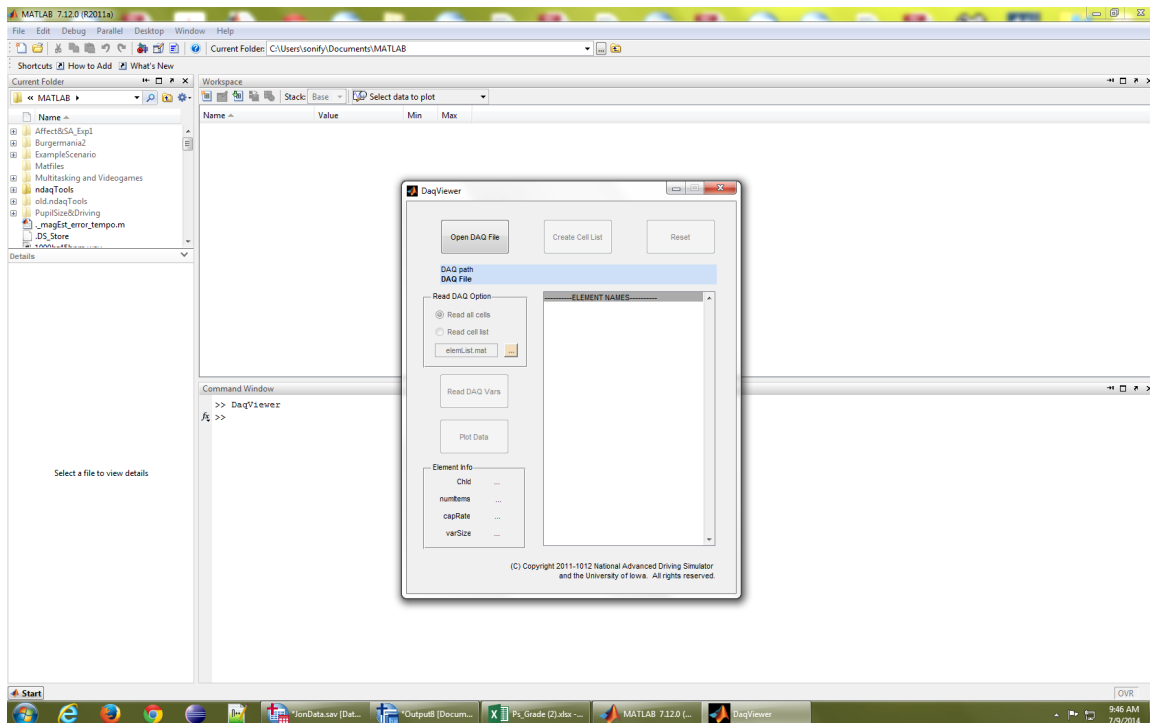 MATLAB 7.12.0 (R2011a)
File Edit Debug Parallel Desktop Window Help
Current Folder: C:\Users\sonify\Documents\MATLAB
Shortcuts How to Add What's New
Current Folder
« MATLAB
Name
Affect&SA_Exp1
Burgermania2
ExampleScenario
Matfiles
Multitasking and Videogames
ndaqTools
old.ndaqTools
PupilSize&Driving
._magEst_error_tempo.m
.DS_Store
Details
Select a file to view details
Workspace
Stack: Base Select data to plot
Name Value Min Max
Command Window
>> DaqViewer
fx >>
DaqViewer
Open DAQ File Create Cell List Reset
DAQ path
DAQ File
Read DAQ Option
Read all cells
Read cell list
elemList.mat ...
Read DAQ Vars
Plot Data
Element Info
ChId ...
numItems ...
capRate ...
varSize ...
-----------ELEMENT NAMES-----------
(C) Copyright 2011-1012 National Advanced Driving Simulator
and the University of Iowa. All rights reserved.
Start
OVR
*JonData.sav [Dat... *Output8 [Docum... Ps_Grade (2).xlsx -... MATLAB 7.12.0 (... DaqViewer
9:46 AM
7/9/2014